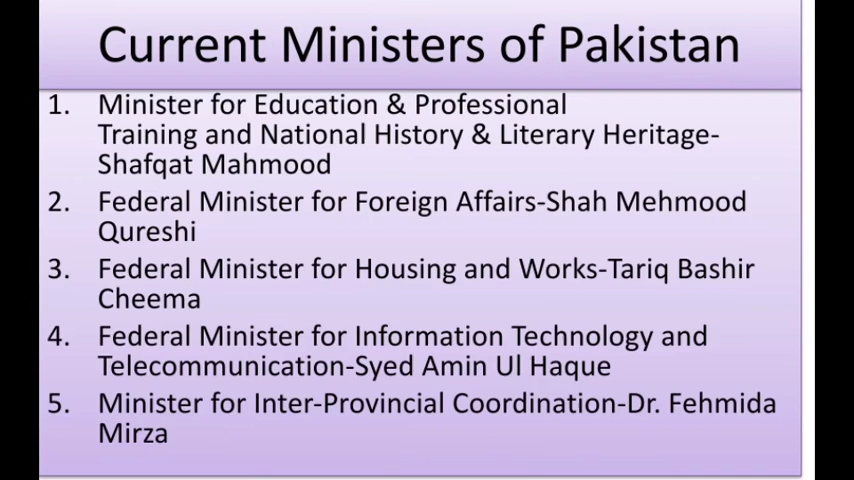 Current Ministers of Pakistan
1. Minister for Education & Professional
Training and National History & Literary Heritage-
Shafqat Mahmood
2. Federal Minister for Foreign Affairs-Shah Mehmood
Qureshi
3. Federal Minister for Housing and Works-Tariq Bashir
Cheema
4. Federal Minister for Information Technology and
Telecommunication-Syed Amin Ul Haque
5. Minister for Inter-Provincial Coordination-Dr. Fehmida
Mirza